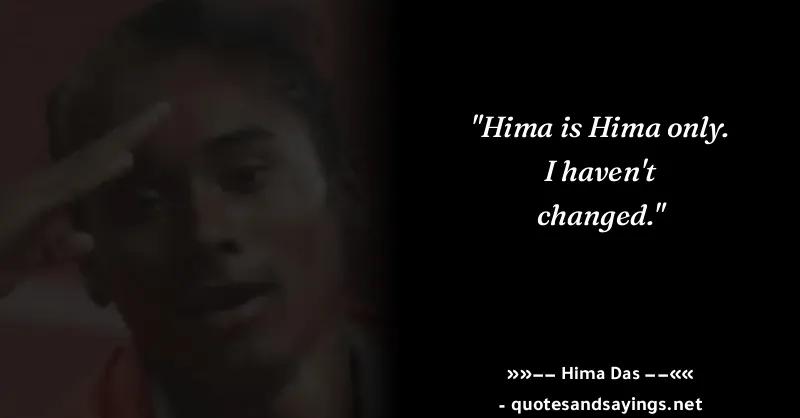 "Hima is Hima only.
I haven't
changed."
»»−− Hima Das −−««
- quotesandsayings.net